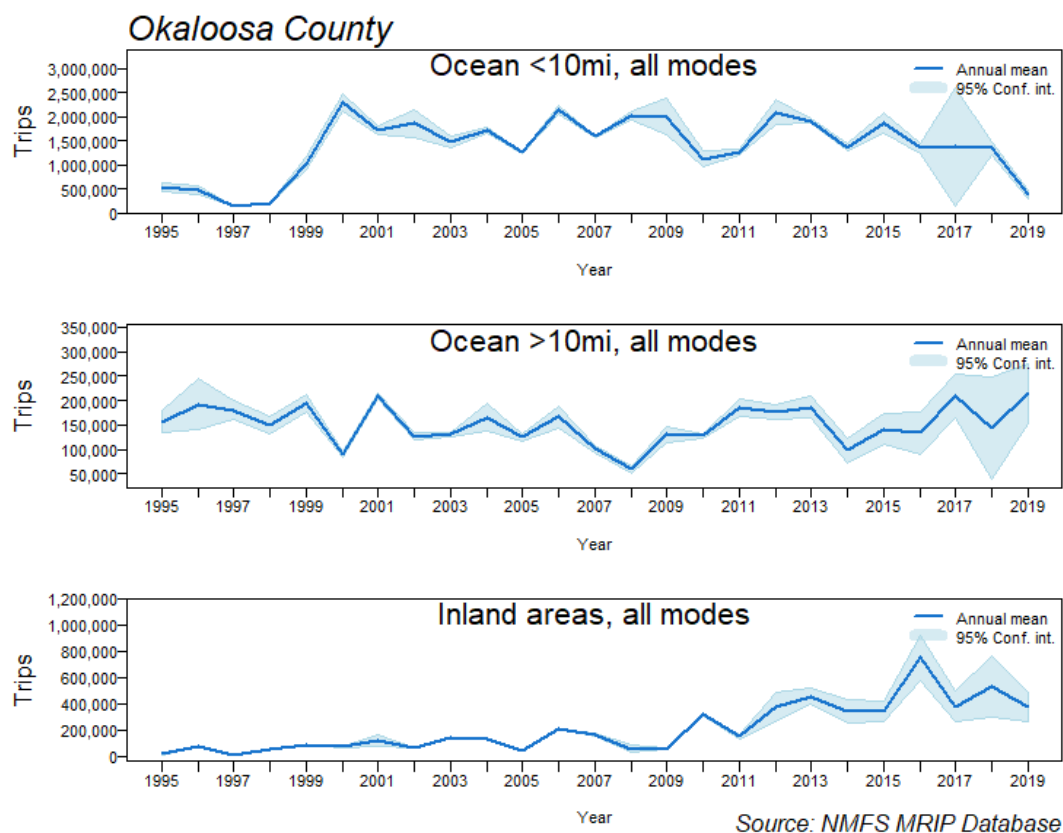 Okaloosa County
Ocean <10mi, all modes
Annual mean
95% Conf. int.
Trips
3,000,000
2,500,000
2,000,000
1,500,000
1,000,000
500,000
0
1995 1997 1999 2001 2003 2005 2007 2009 2011 2013 2015 2017 2019
Year
Ocean >10mi, all modes
Annual mean
95% Conf. int.
Trips
350,000
300,000
250,000
200,000
150,000
100,000
50,000
1995 1997 1999 2001 2003 2005 2007 2009 2011 2013 2015 2017 2019
Year
Inland areas, all modes
Annual mean
95% Conf. int.
Trips
1,200,000
1,000,000
800,000
600,000
400,000
200,000
0
1995 1997 1999 2001 2003 2005 2007 2009 2011 2013 2015 2017 2019
Year
Source: NMFS MRIP Database